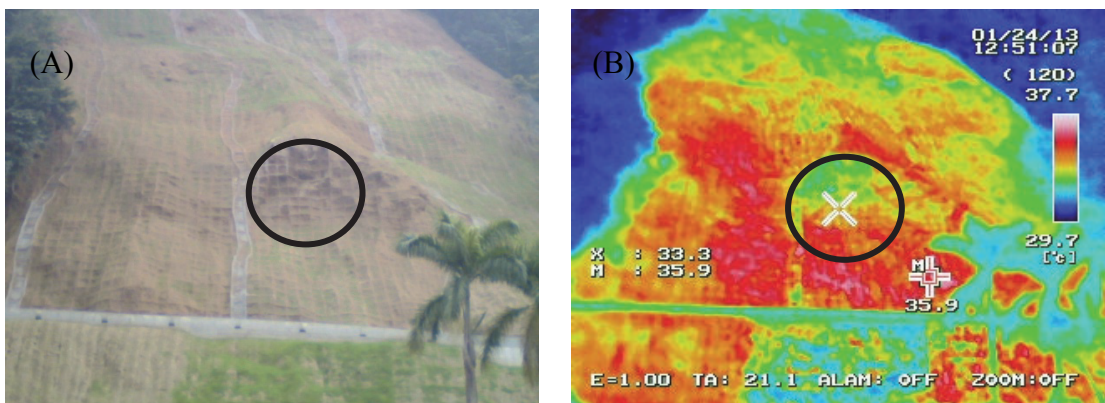 (A)
(B)
01/24/13
12:51:07
( 120)
37.7
29.7
[℃]
X : 33.3
M : 35.9
M
35.9
E=1.00 TA: 21.1 ALAM: OFF ZOOM:OFF